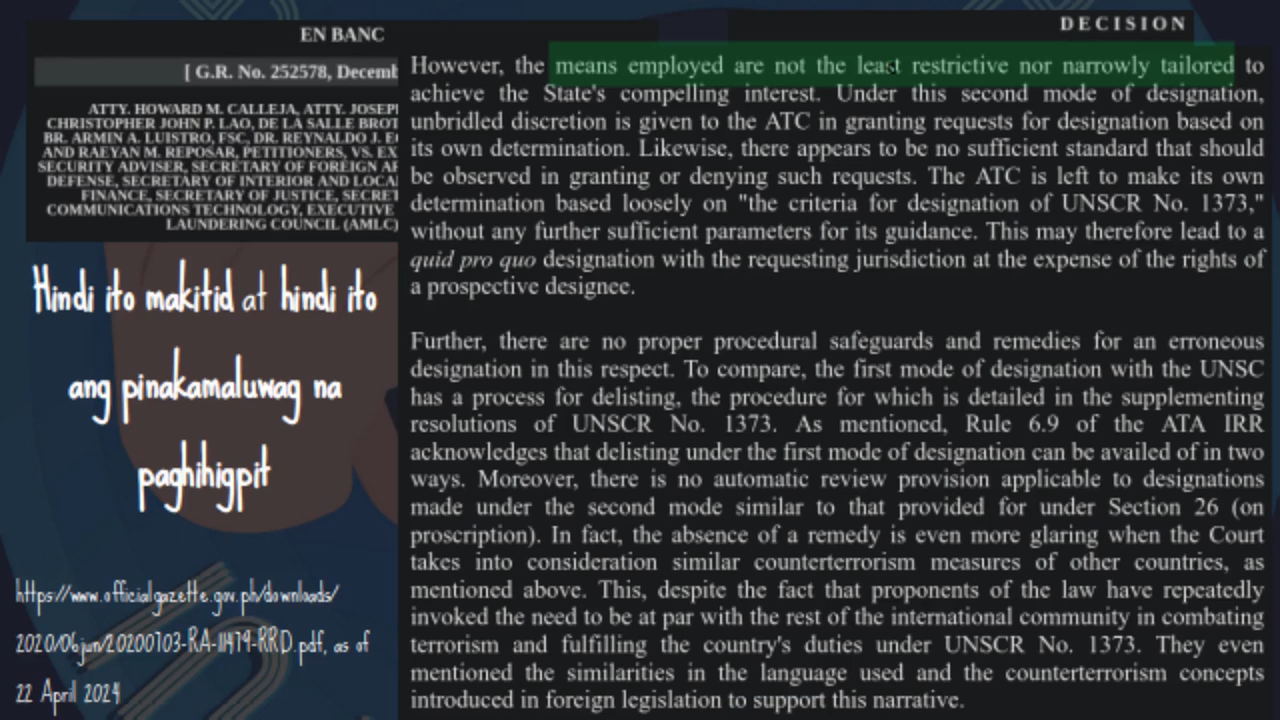 EN BANC
[ G.R. No. 252578, Decemb
ATTY. HOWARD M. CALLEJA, ATTY. JOSEP
CHRISTOPHER JOHN P. LAO, DE LA SALLE BROT
BR. ARMIN A. LUISTRO, FSC, DR. REYNALDO J. E
AND RAEYAN M. REPOSAR, PETITIONERS, VS. EX
SECURITY ADVISER, SECRETARY OF FOREIGN AF
DEFENSE, SECRETARY OF INTERIOR AND LOCA
FINANCE, SECRETARY OF JUSTICE, SECRET
COMMUNICATIONS TECHNOLOGY, EXECUTIVE
LAUNDERING COUNCIL (AMLC)
Hindi ito makitid at hindi ito
ang pinakamaluwag na
paghihigpit
https://www.officialgazette.gov.ph/downloads/
2020/06jun/20200703-RA-11479-RRD.pdf, as of
22 April 2024
DECISION
However, the means employed are not the least restrictive nor narrowly tailored to
achieve the State's compelling interest. Under this second mode of designation,
unbridled discretion is given to the ATC in granting requests for designation based on
its own determination. Likewise, there appears to be no sufficient standard that should
be observed in granting or denying such requests. The ATC is left to make its own
determination based loosely on "the criteria for designation of UNSCR No. 1373,"
without any further sufficient parameters for its guidance. This may therefore lead to a
quid pro quo designation with the requesting jurisdiction at the expense of the rights of
a prospective designee.
Further, there are no proper procedural safeguards and remedies for an erroneous
designation in this respect. To compare, the first mode of designation with the UNSC
has a process for delisting, the procedure for which is detailed in the supplementing
resolutions of UNSCR No. 1373. As mentioned, Rule 6.9 of the ATA IRR
acknowledges that delisting under the first mode of designation can be availed of in two
ways. Moreover, there is no automatic review provision applicable to designations
made under the second mode similar to that provided for under Section 26 (on
proscription). In fact, the absence of a remedy is even more glaring when the Court
takes into consideration similar counterterrorism measures of other countries, as
mentioned above. This, despite the fact that proponents of the law have repeatedly
invoked the need to be at par with the rest of the international community in combating
terrorism and fulfilling the country's duties under UNSCR No. 1373. They even
mentioned the similarities in the language used and the counterterrorism concepts
introduced in foreign legislation to support this narrative.